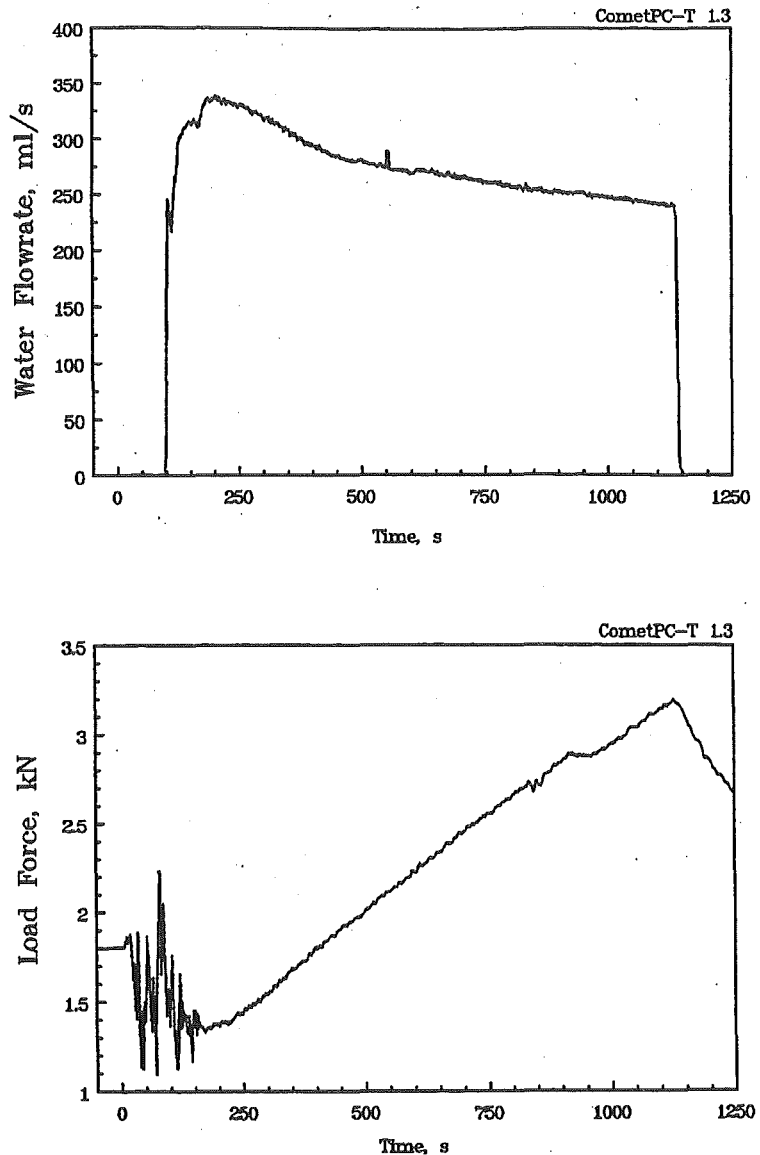 CometPC-T 1.3
400
350
300
250
200
150
100
50
0
Water Flowrate, ml/s
0 250 500 750 1000 1250
Time, s
CometPC-T 1.3
3.5
3
2.5
2
1.5
1
Load Force, kN
0 250 500 750 1000 1250
Time, s